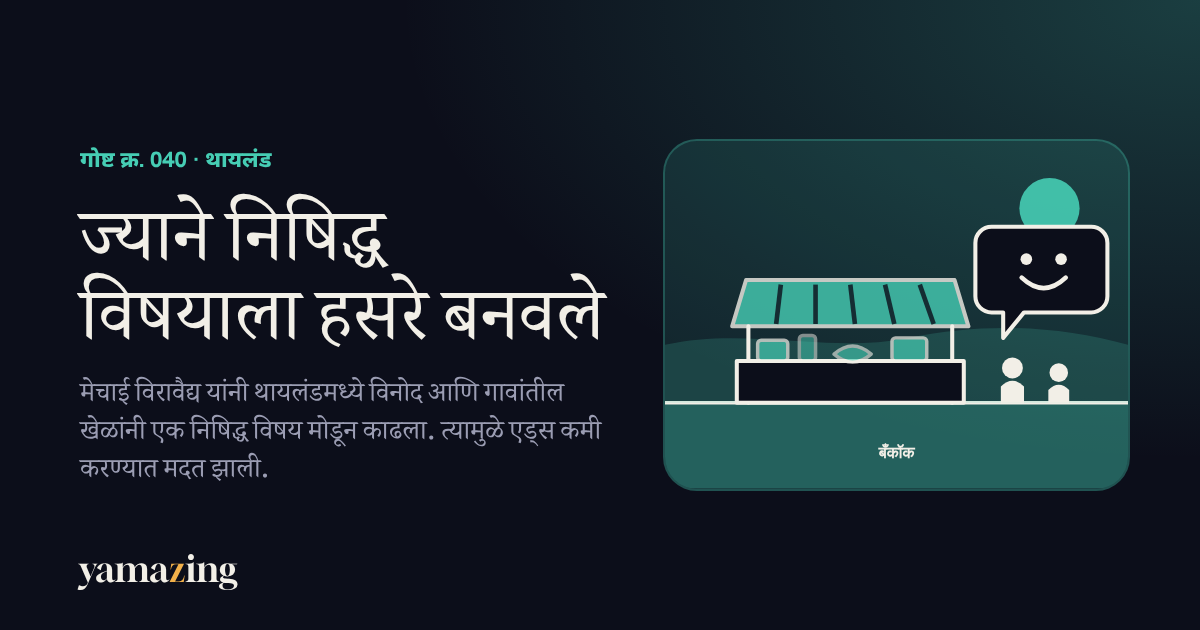 गोष्ट क्र. 040 · थायलंड
ज्याने निषिद्ध
विषयाला हसरे बनवले
मेचाई विरावैद्य यांनी थायलंडमध्ये विनोद आणि गावांतील
खेळांनी एक निषिद्ध विषय मोडून काढला. त्यामुळे एड्स कमी
करण्यात मदत झाली.
बँकॉक
yamazing